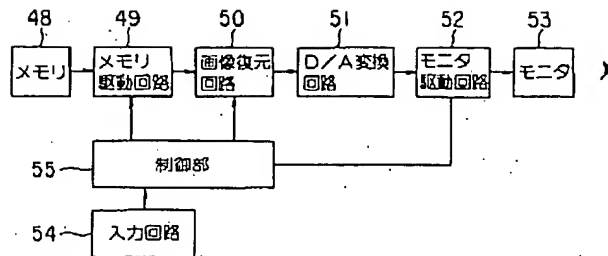 48
49
50
51
52
53
メモリ
メモリ
駆動回路
画像復元
回路
D/A変換
回路
モニタ
駆動回路
モニタ
55
制御部
54
入力回路